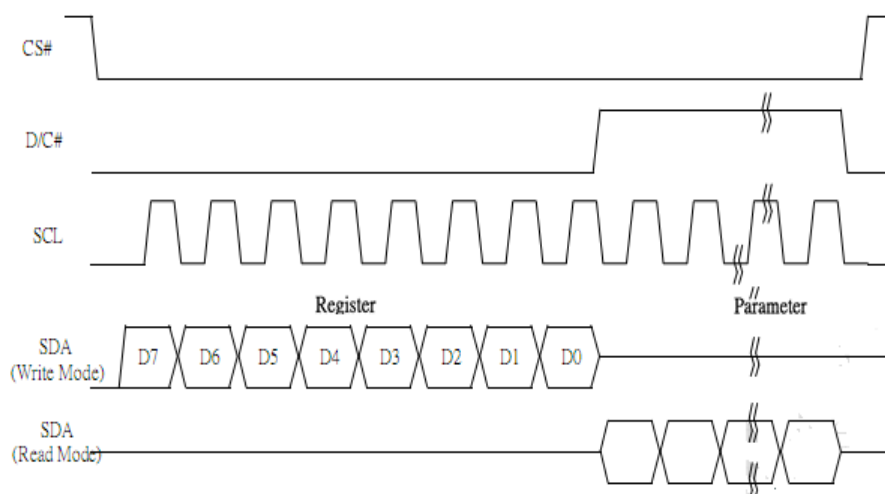 CS#
D/C#
SCL
Register
Parameter
SDA
(Write Mode)
D7 D6 D5 D4 D3 D2 D1 D0
SDA
(Read Mode)